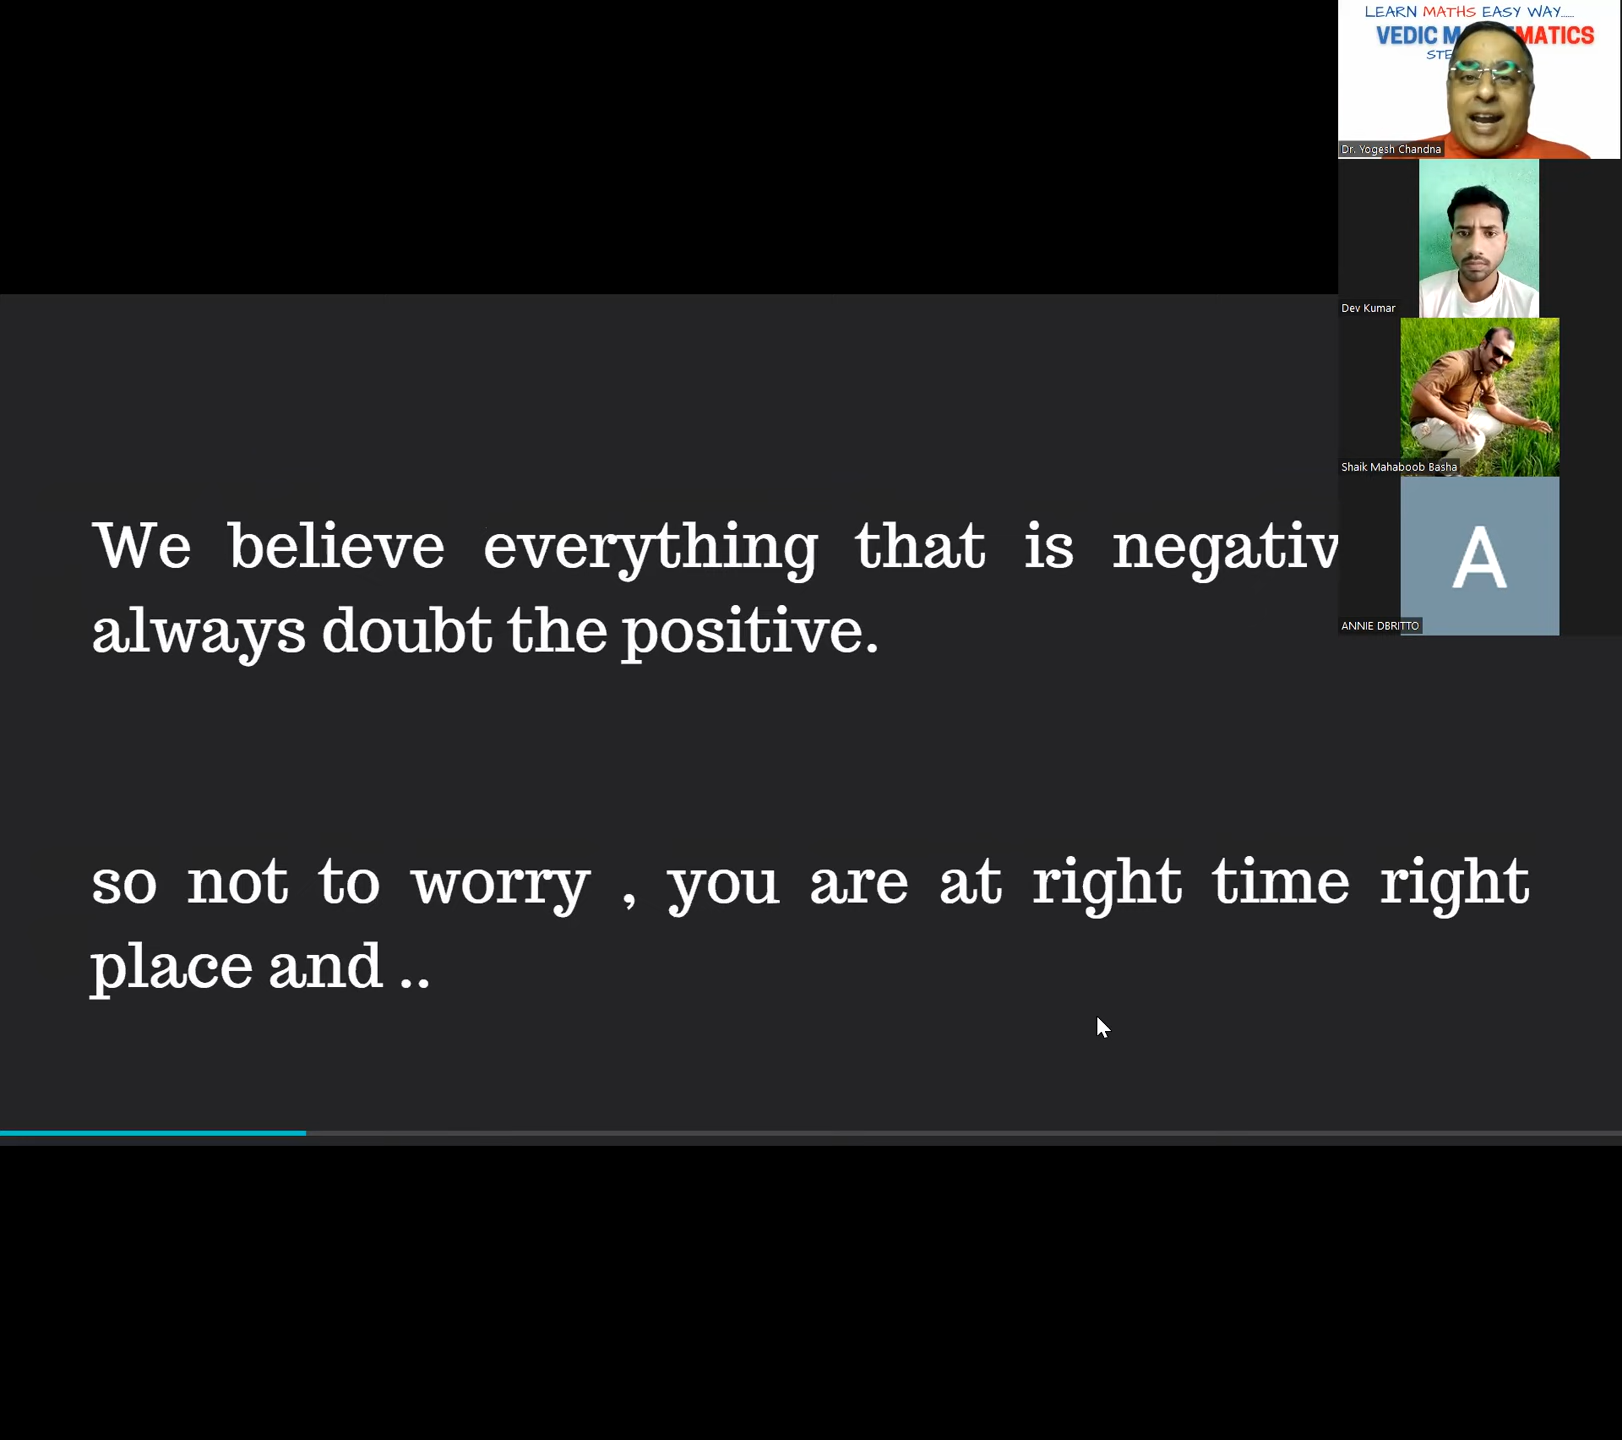 LEARN MATHS EASY WAY.....
VEDIC MATHEMATICS
Dr. Yogesh Chandna
Dev Kumar
Shaik Mahaboob Basha
A
ANNIE DBRITTO
We believe everything that is negativ
always doubt the positive.
so not to worry , you are at right time right
place and ..